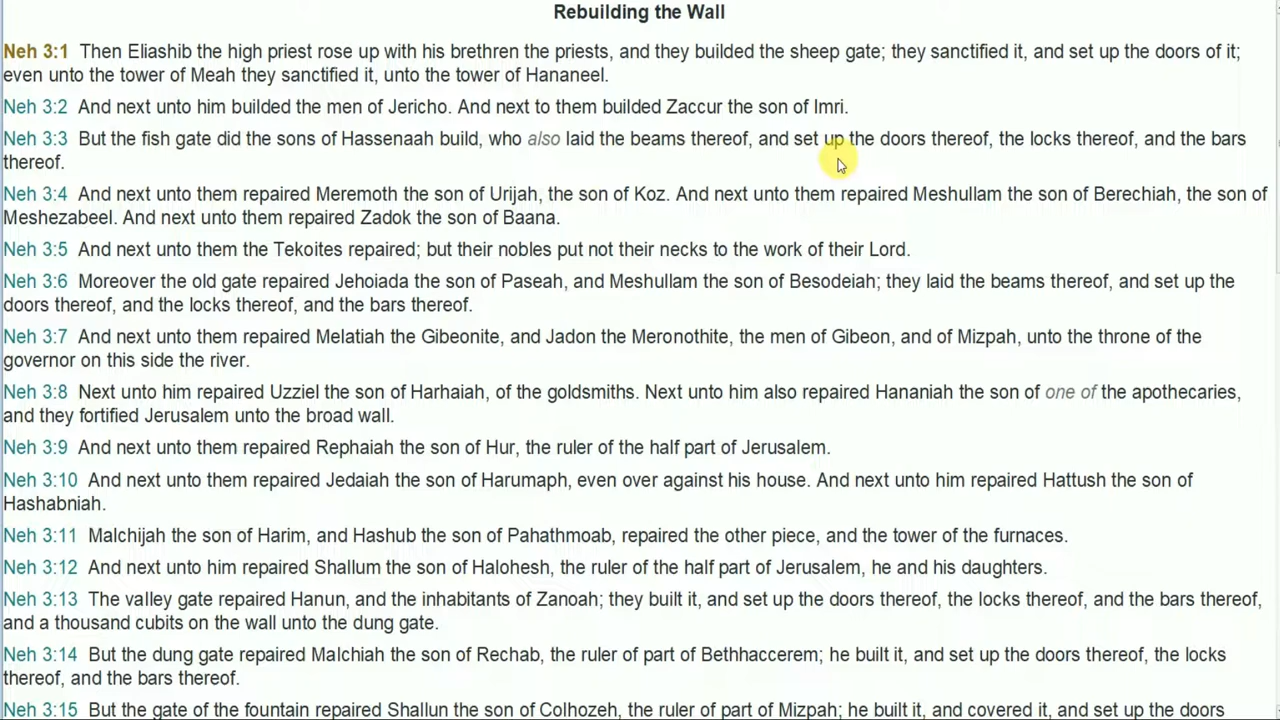 Rebuilding the Wall
Neh 3:1 Then Eliashib the high priest rose up with his brethren the priests, and they builded the sheep gate; they sanctified it, and set up the doors of it;
even unto the tower of Meah they sanctified it, unto the tower of Hananeel.
Neh 3:2 And next unto him builded the men of Jericho. And next to them builded Zaccur the son of Imri.
Neh 3:3 But the fish gate did the sons of Hassenaah build, who also laid the beams thereof, and set up the doors thereof, the locks thereof, and the bars
thereof.
Neh 3:4 And next unto them repaired Meremoth the son of Urijah, the son of Koz. And next unto them repaired Meshullam the son of Berechiah, the son of
Meshezabeel. And next unto them repaired Zadok the son of Baana.
Neh 3:5 And next unto them the Tekoites repaired; but their nobles put not their necks to the work of their Lord.
Neh 3:6 Moreover the old gate repaired Jehoiada the son of Paseah, and Meshullam the son of Besodeiah; they laid the beams thereof, and set up the
doors thereof, and the locks thereof, and the bars thereof.
Neh 3:7 And next unto them repaired Melatiah the Gibeonite, and Jadon the Meronothite, the men of Gibeon, and of Mizpah, unto the throne of the
governor on this side the river.
Neh 3:8 Next unto him repaired Uzziel the son of Harhaiah, of the goldsmiths. Next unto him also repaired Hananiah the son of one of the apothecaries,
and they fortified Jerusalem unto the broad wall.
Neh 3:9 And next unto them repaired Rephaiah the son of Hur, the ruler of the half part of Jerusalem.
Neh 3:10 And next unto them repaired Jedaiah the son of Harumaph, even over against his house. And next unto him repaired Hattush the son of
Hashabniah.
Neh 3:11 Malchijah the son of Harim, and Hashub the son of Pahathmoab, repaired the other piece, and the tower of the furnaces.
Neh 3:12 And next unto him repaired Shallum the son of Halohesh, the ruler of the half part of Jerusalem, he and his daughters.
Neh 3:13 The valley gate repaired Hanun, and the inhabitants of Zanoah; they built it, and set up the doors thereof, the locks thereof, and the bars thereof,
and a thousand cubits on the wall unto the dung gate.
Neh 3:14 But the dung gate repaired Malchiah the son of Rechab, the ruler of part of Bethhaccerem; he built it, and set up the doors thereof, the locks
thereof, and the bars thereof.
Neh 3:15 But the gate of the fountain repaired Shallun the son of Colhozeh, the ruler of part of Mizpah; he built it, and covered it, and set up the doors